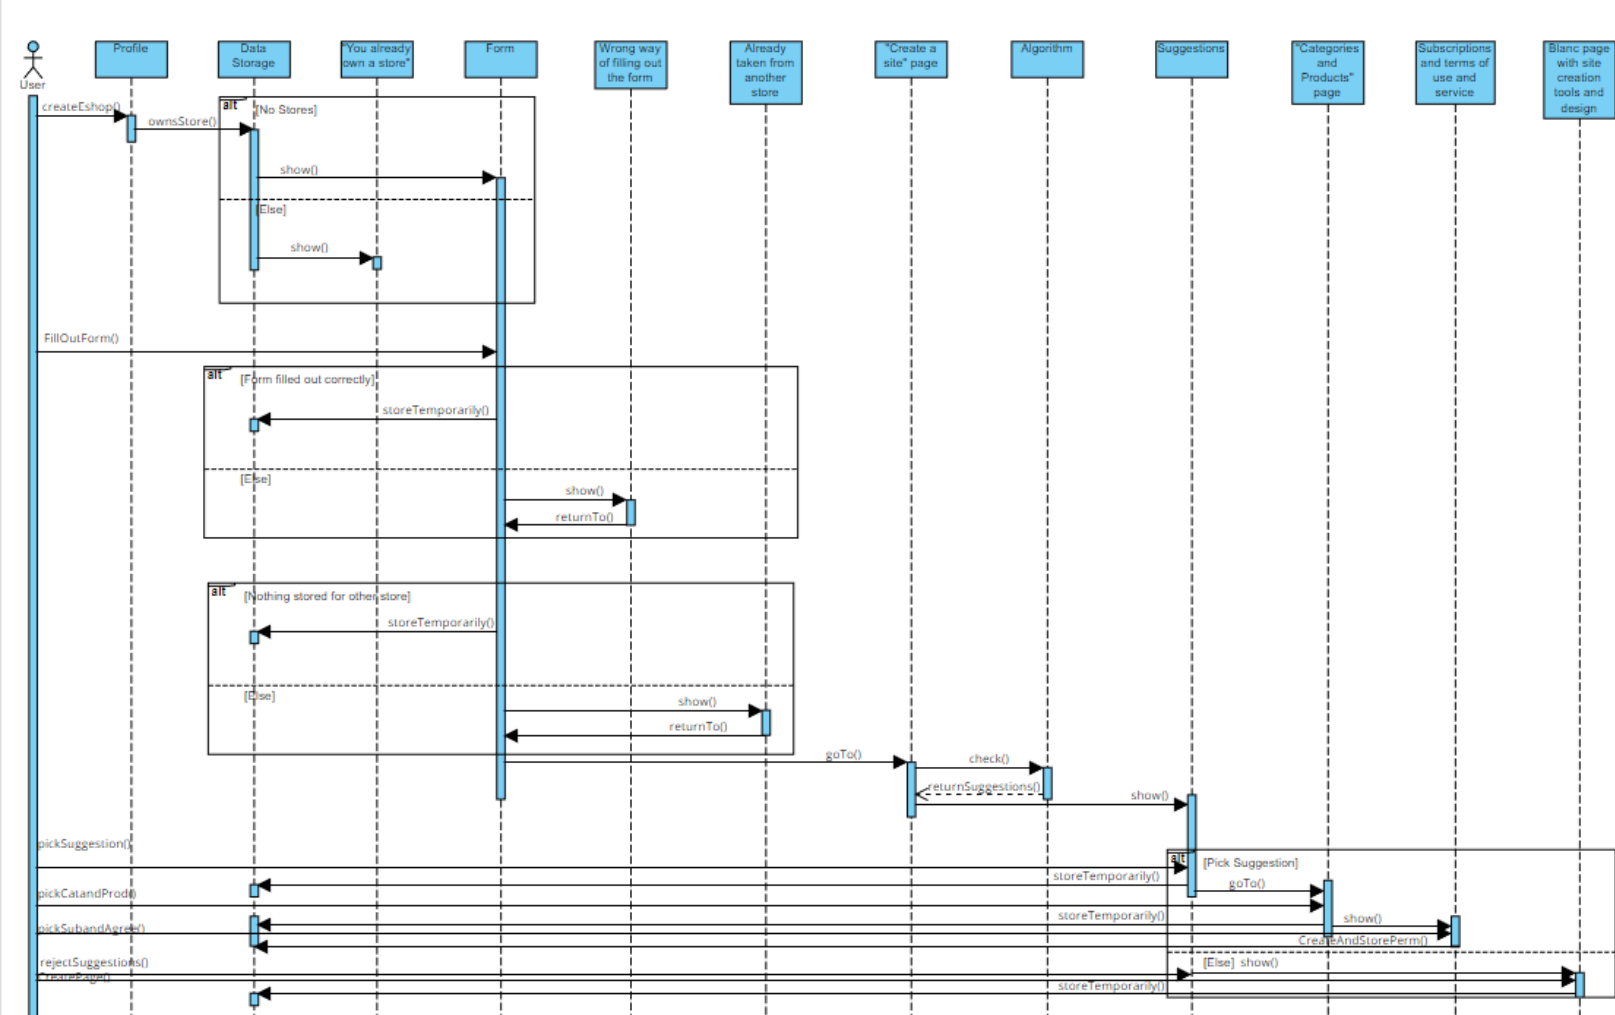 User
Profile
Data
Storage
"You already
own a store"
Form
Wrong way
of filling out
the form
Already
taken from
another
store
"Create a
site" page
Algorithm
Suggestions
"Categories
and
Products"
page
Subscriptions
and terms of
use and
service
Blanc page
with site
creation
tools and
design
createEshop()
ownsStore()
alt
[No Stores]
show()
[Else]
show()
FillOutForm()
alt
[Form filled out correctly]
storeTemporarily()
[Else]
show()
returnTo()
alt
[Nothing stored for other store]
storeTemporarily()
[Else]
show()
returnTo()
goTo()
check()
returnSuggestions()
show()
pickSuggestion()
alt
[Pick Suggestion]
storeTemporarily()
goTo()
pickCatandProd()
storeTemporarily()
show()
pickSubandAgree()
CreateAndStorePerm()
rejectSuggestions()
[Else]
show()
CreatePage()
storeTemporarily()